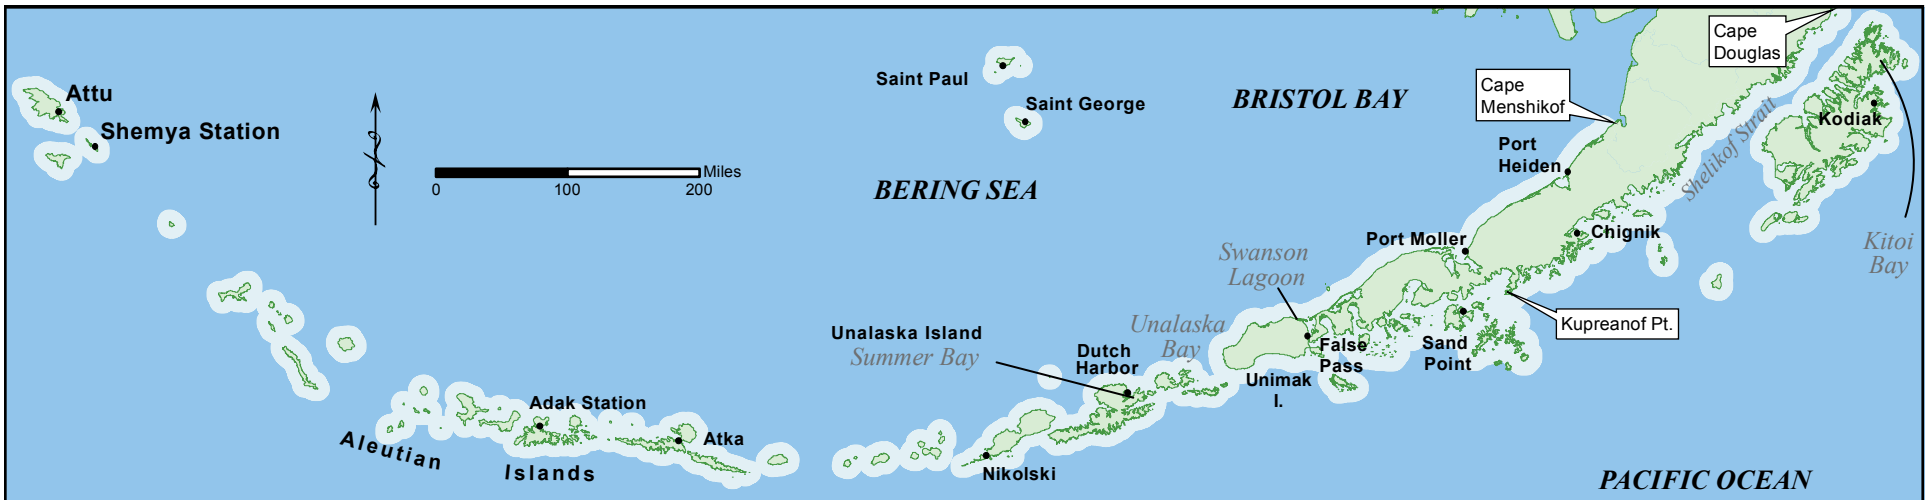 Cape
Douglas
Saint Paul
Attu
Cape
Menshikof
BRISTOL BAY
Saint George
Kodiak
Shemya Station
Shelikof Strait
Port
Heiden
Miles
0
100
200
BERING SEA
Chignik
Port Moller
Kitoi
Bay
Swanson
Lagoon
Kupreanof Pt.
Unalaska
Bay
Unalaska Island
Summer Bay
False
Pass
Sand
Point
Dutch
Harbor
Unimak
I.
Adak Station
Atka
Aleutian
Islands
Nikolski
PACIFIC OCEAN